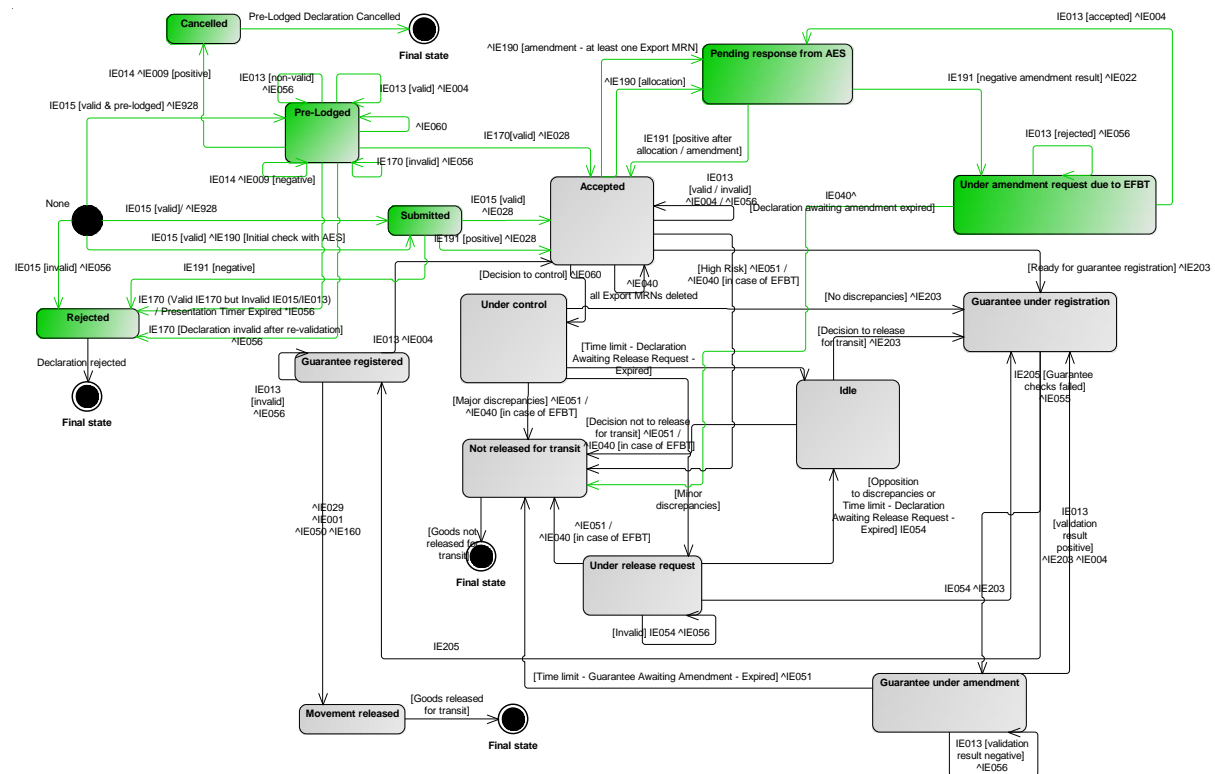 Cancelled
Pre-Lodged Declaration Cancelled
Final state
IE013 [accepted] ^IE004
^IE190 [amendment - at least one Export MRN]
Pending response from AES
IE014 ^IE009 [positive]
IE013 [non-valid]
^IE056
IE013 [valid] ^IE004
^IE190 [allocation]
IE191 [negative amendment result] ^IE022
IE015 [valid & pre-lodged] ^IE928
Pre-Lodged
^IE060
IE170[valid] ^IE028
IE191 [positive after
allocation / amendment]
IE013 [rejected] ^IE056
IE170 [invalid] ^IE056
IE014 ^IE009 [negative]
Accepted
IE013
[valid / invalid]
^IE004 / ^IE056
Under amendment request due to EFBT
IE040^
[Declaration awaiting amendment expired]
None
IE015 [valid]/ ^IE928
Submitted
IE015 [valid]
^IE028
IE015 [valid] ^IE190 [Initial check with AES]
IE191 [positive] ^IE028
IE015 [invalid] ^IE056
IE191 [negative]
[Decision to control] ^IE060
^IE040
all Export MRNs deleted
[High Risk] ^IE051 /
^IE040 [in case of EFBT]
[Ready for guarantee registration] ^IE203
IE170 (Valid IE170 but Invalid IE015/IE013)
/ Presentation Timer Expired ^IE056
Under control
[No discrepancies] ^IE203
Guarantee under registration
Rejected
IE170 [Declaration invalid after re-validation]
^IE056
IE013 ^IE004
[Decision to release
for transit] ^IE203
[Time limit - Declaration
Awaiting Release Request -
Expired]
Declaration rejected
Guarantee registered
IE205 [Guarantee
checks failed]
^IE055
Idle
Final state
IE013
[invalid]
^IE056
[Major discrepancies] ^IE051 /
^IE040 [in case of EFBT]
[Decision not to release
for transit] ^IE051 /
^IE040 [in case of EFBT]
Not released for transit
[Minor
discrepancies]
[Opposition
to discrepancies or
Time limit - Declaration
Awaiting Release Request -
Expired] IE054
^IE029
^IE001
^IE050 ^IE160
[Goods not
released for
transit]
Final state
^IE051 /
^IE040 [in case of EFBT]
IE013
[validation
result
positive]
^IE203 ^IE004
Under release request
IE054 ^IE203
[Invalid] IE054 ^IE056
IE205
[Time limit - Guarantee Awaiting Amendment - Expired] ^IE051
Guarantee under amendment
Movement released
[Goods released
for transit]
Final state
IE013 [validation
result negative]
^IE056